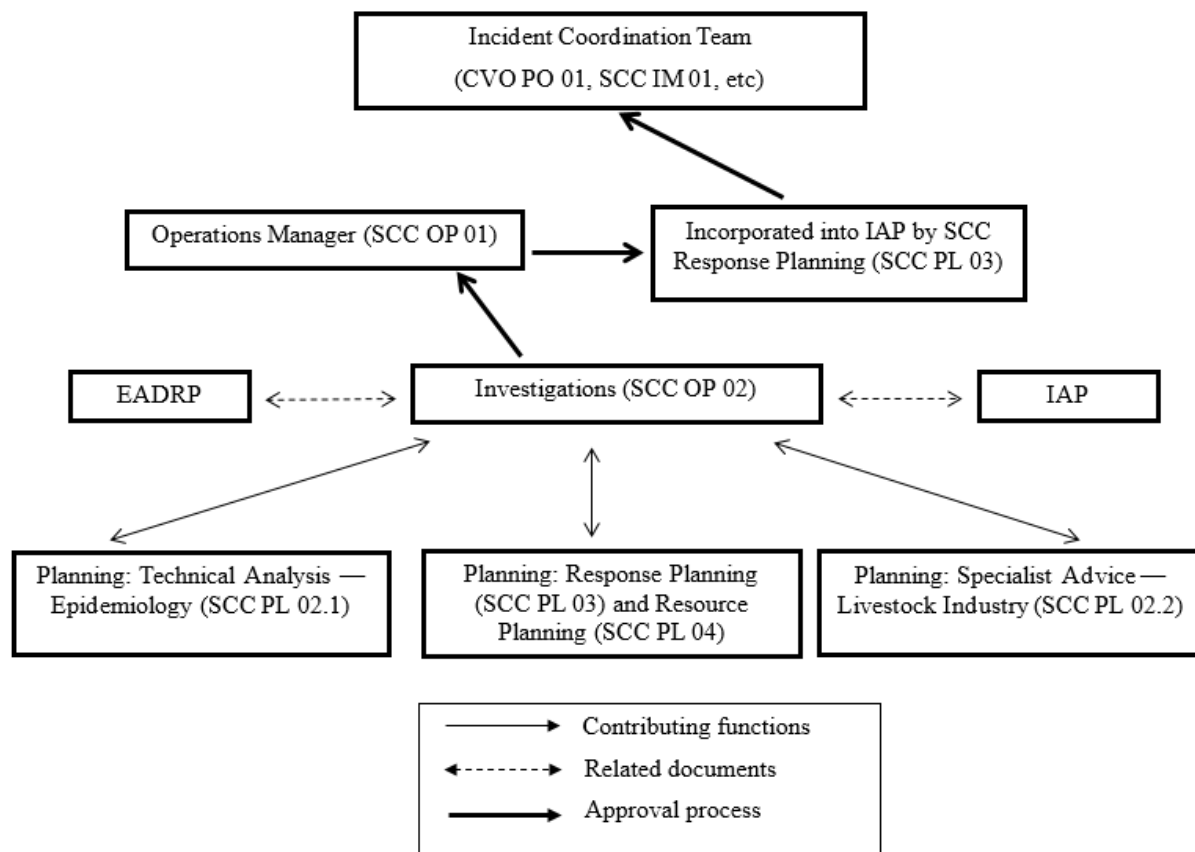 Incident Coordination Team
(CVO PO 01, SCC IM 01, etc)
Operations Manager (SCC OP 01)
Incorporated into IAP by SCC
Response Planning (SCC PL 03)
EADRP
Investigations (SCC OP 02)
IAP
Planning: Technical Analysis —
Epidemiology (SCC PL 02.1)
Planning: Response Planning
(SCC PL 03) and Resource
Planning (SCC PL 04)
Planning: Specialist Advice —
Livestock Industry (SCC PL 02.2)
Contributing functions
Related documents
Approval process